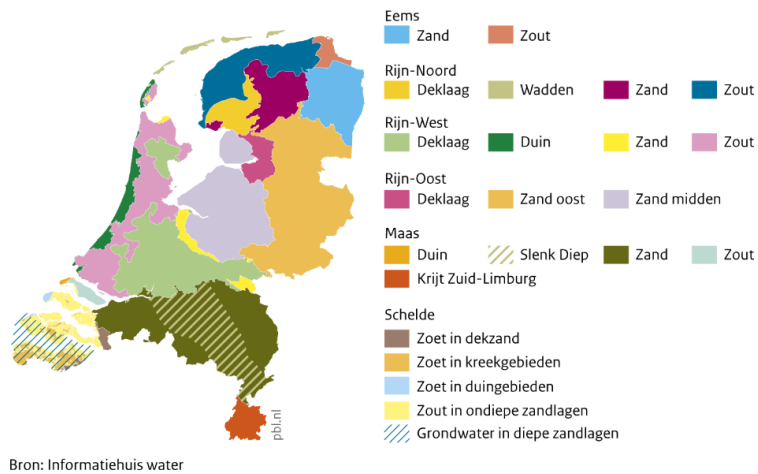 Eems
Zand Zout
Rijn-Noord
Deklaag Wadden Zand Zout
Rijn-West
Deklaag Duin Zand Zout
Rijn-Oost
Deklaag Zand oost Zand midden
Maas
Duin Slenk Diep Zand Zout
Krijt Zuid-Limburg
Schelde
Zoet in dekzand
Zoet in kreekgebieden
Zoet in duingebieden
Zout in ondiepe zandlagen
Grondwater in diepe zandlagen
pbl.nl
Bron: Informatiehuis water